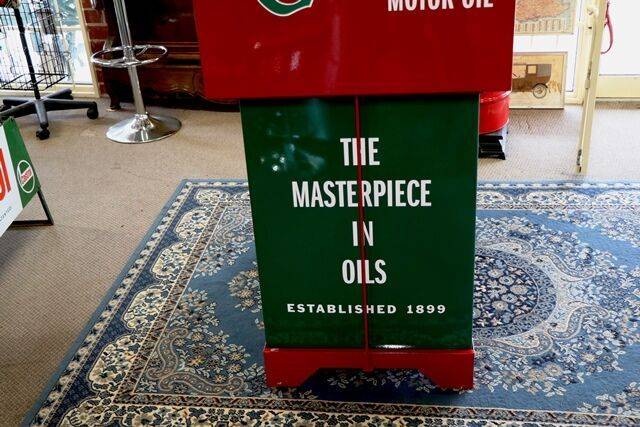 MOTOR OIL
THE
MASTERPIECE
IN
OILS
ESTABLISHED 1899